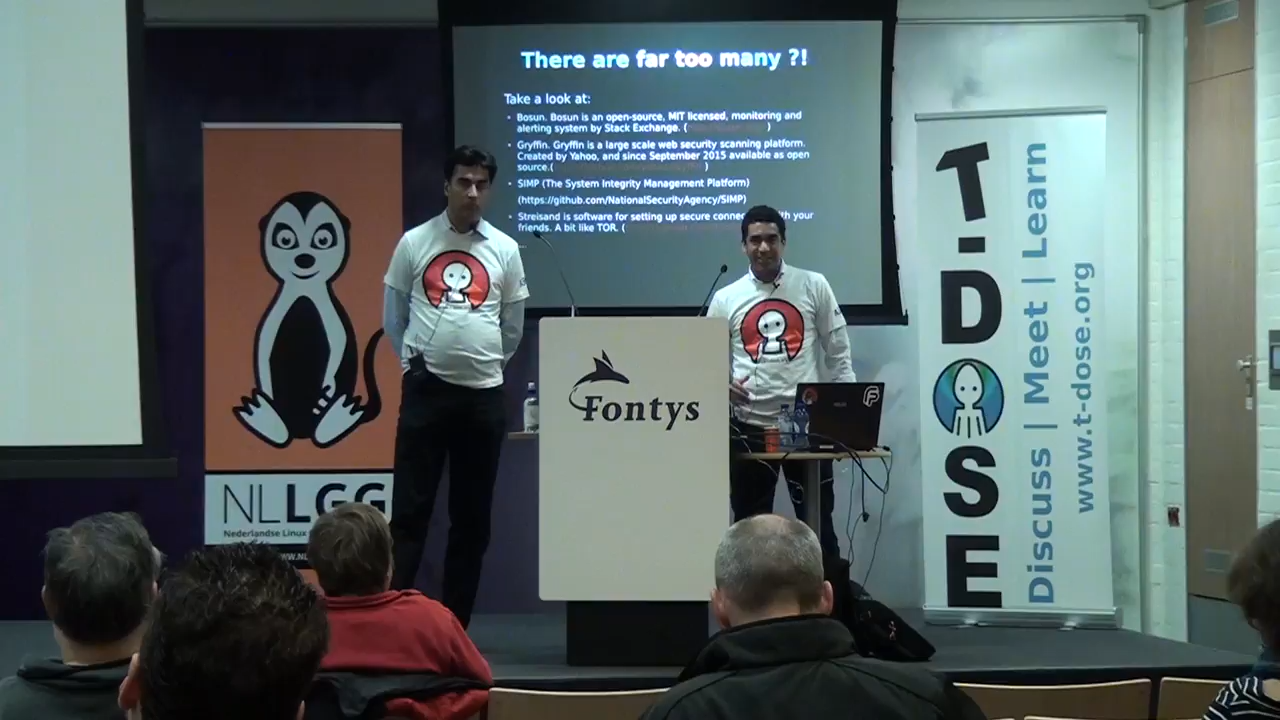 There are far too many ?!
Take a look at:
Bosun. Bosun is an open-source, MIT licensed, monitoring and
alerting system by Stack Exchange. ( )
Gryffin. Gryffin is a large scale web security scanning platform.
Created by Yahoo, and since September 2015 available as open
source.( )
SIMP (The System Integrity Management Platform)
(https://github.com/NationalSecurityAgency/SIMP)
Streisand is software for setting up secure with your
friends. A bit like TOR. (
NLLGG
Nederlandse Linux
Fontys
T-DOSE
Discuss | Meet | Learn
www.t-dose.org